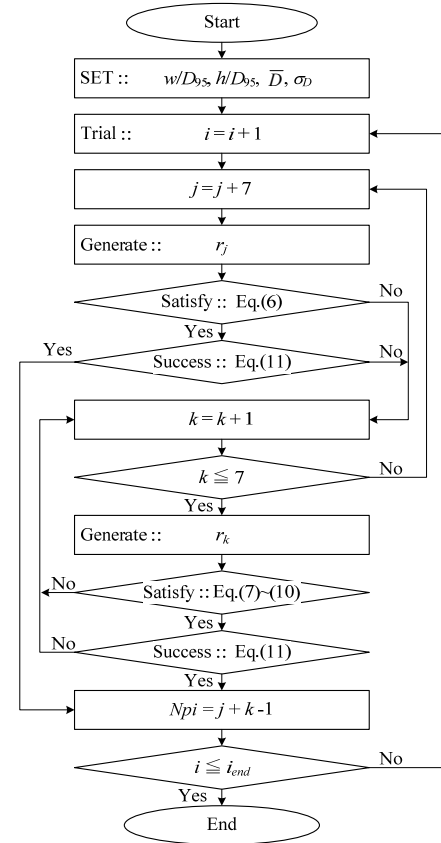 Start
SET :: w/D95, h/D95, D̅, σD
Trial :: i = i + 1
j = j + 7
Generate :: rj
Satisfy :: Eq.(6)
No
Yes
Success :: Eq.(11)
Yes
No
k = k + 1
k ≦ 7
No
Yes
Generate :: rk
Satisfy :: Eq.(7)~(10)
No
Yes
Success :: Eq.(11)
No
Yes
Npi = j + k -1
i ≦ iend
No
Yes
End